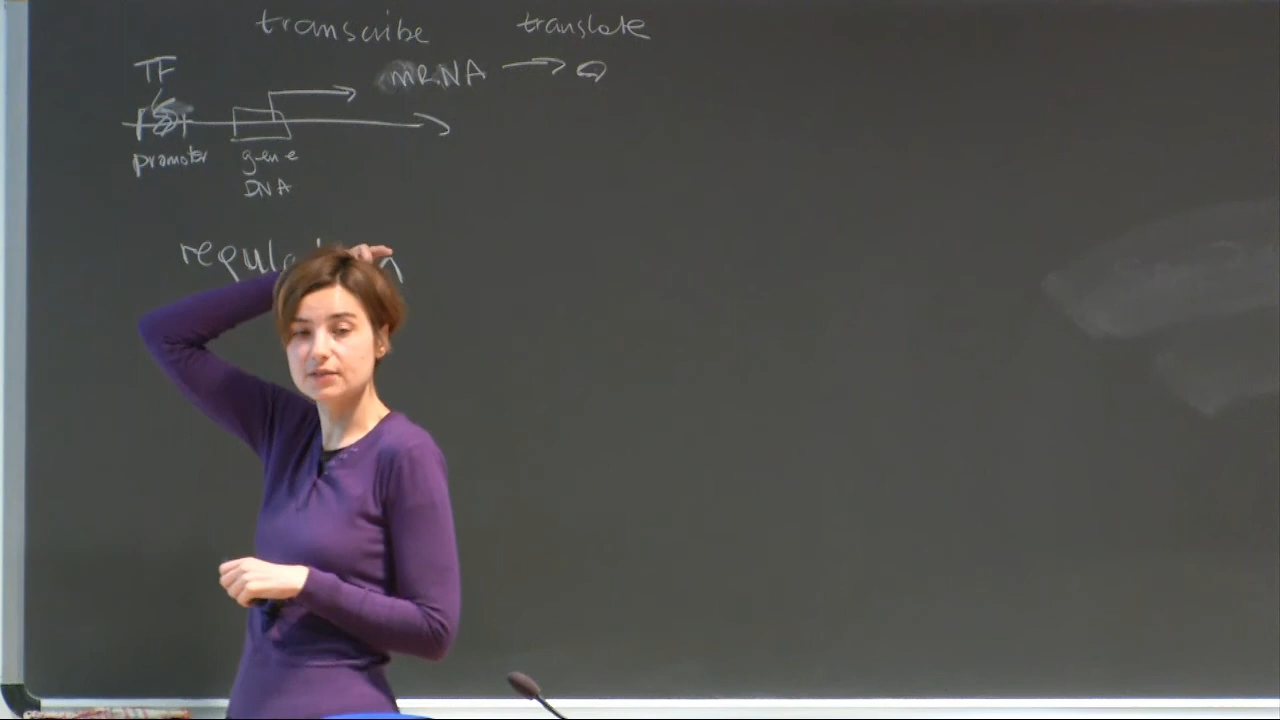 transcribe translate
TF
mRNA
promoter
gene
DNA